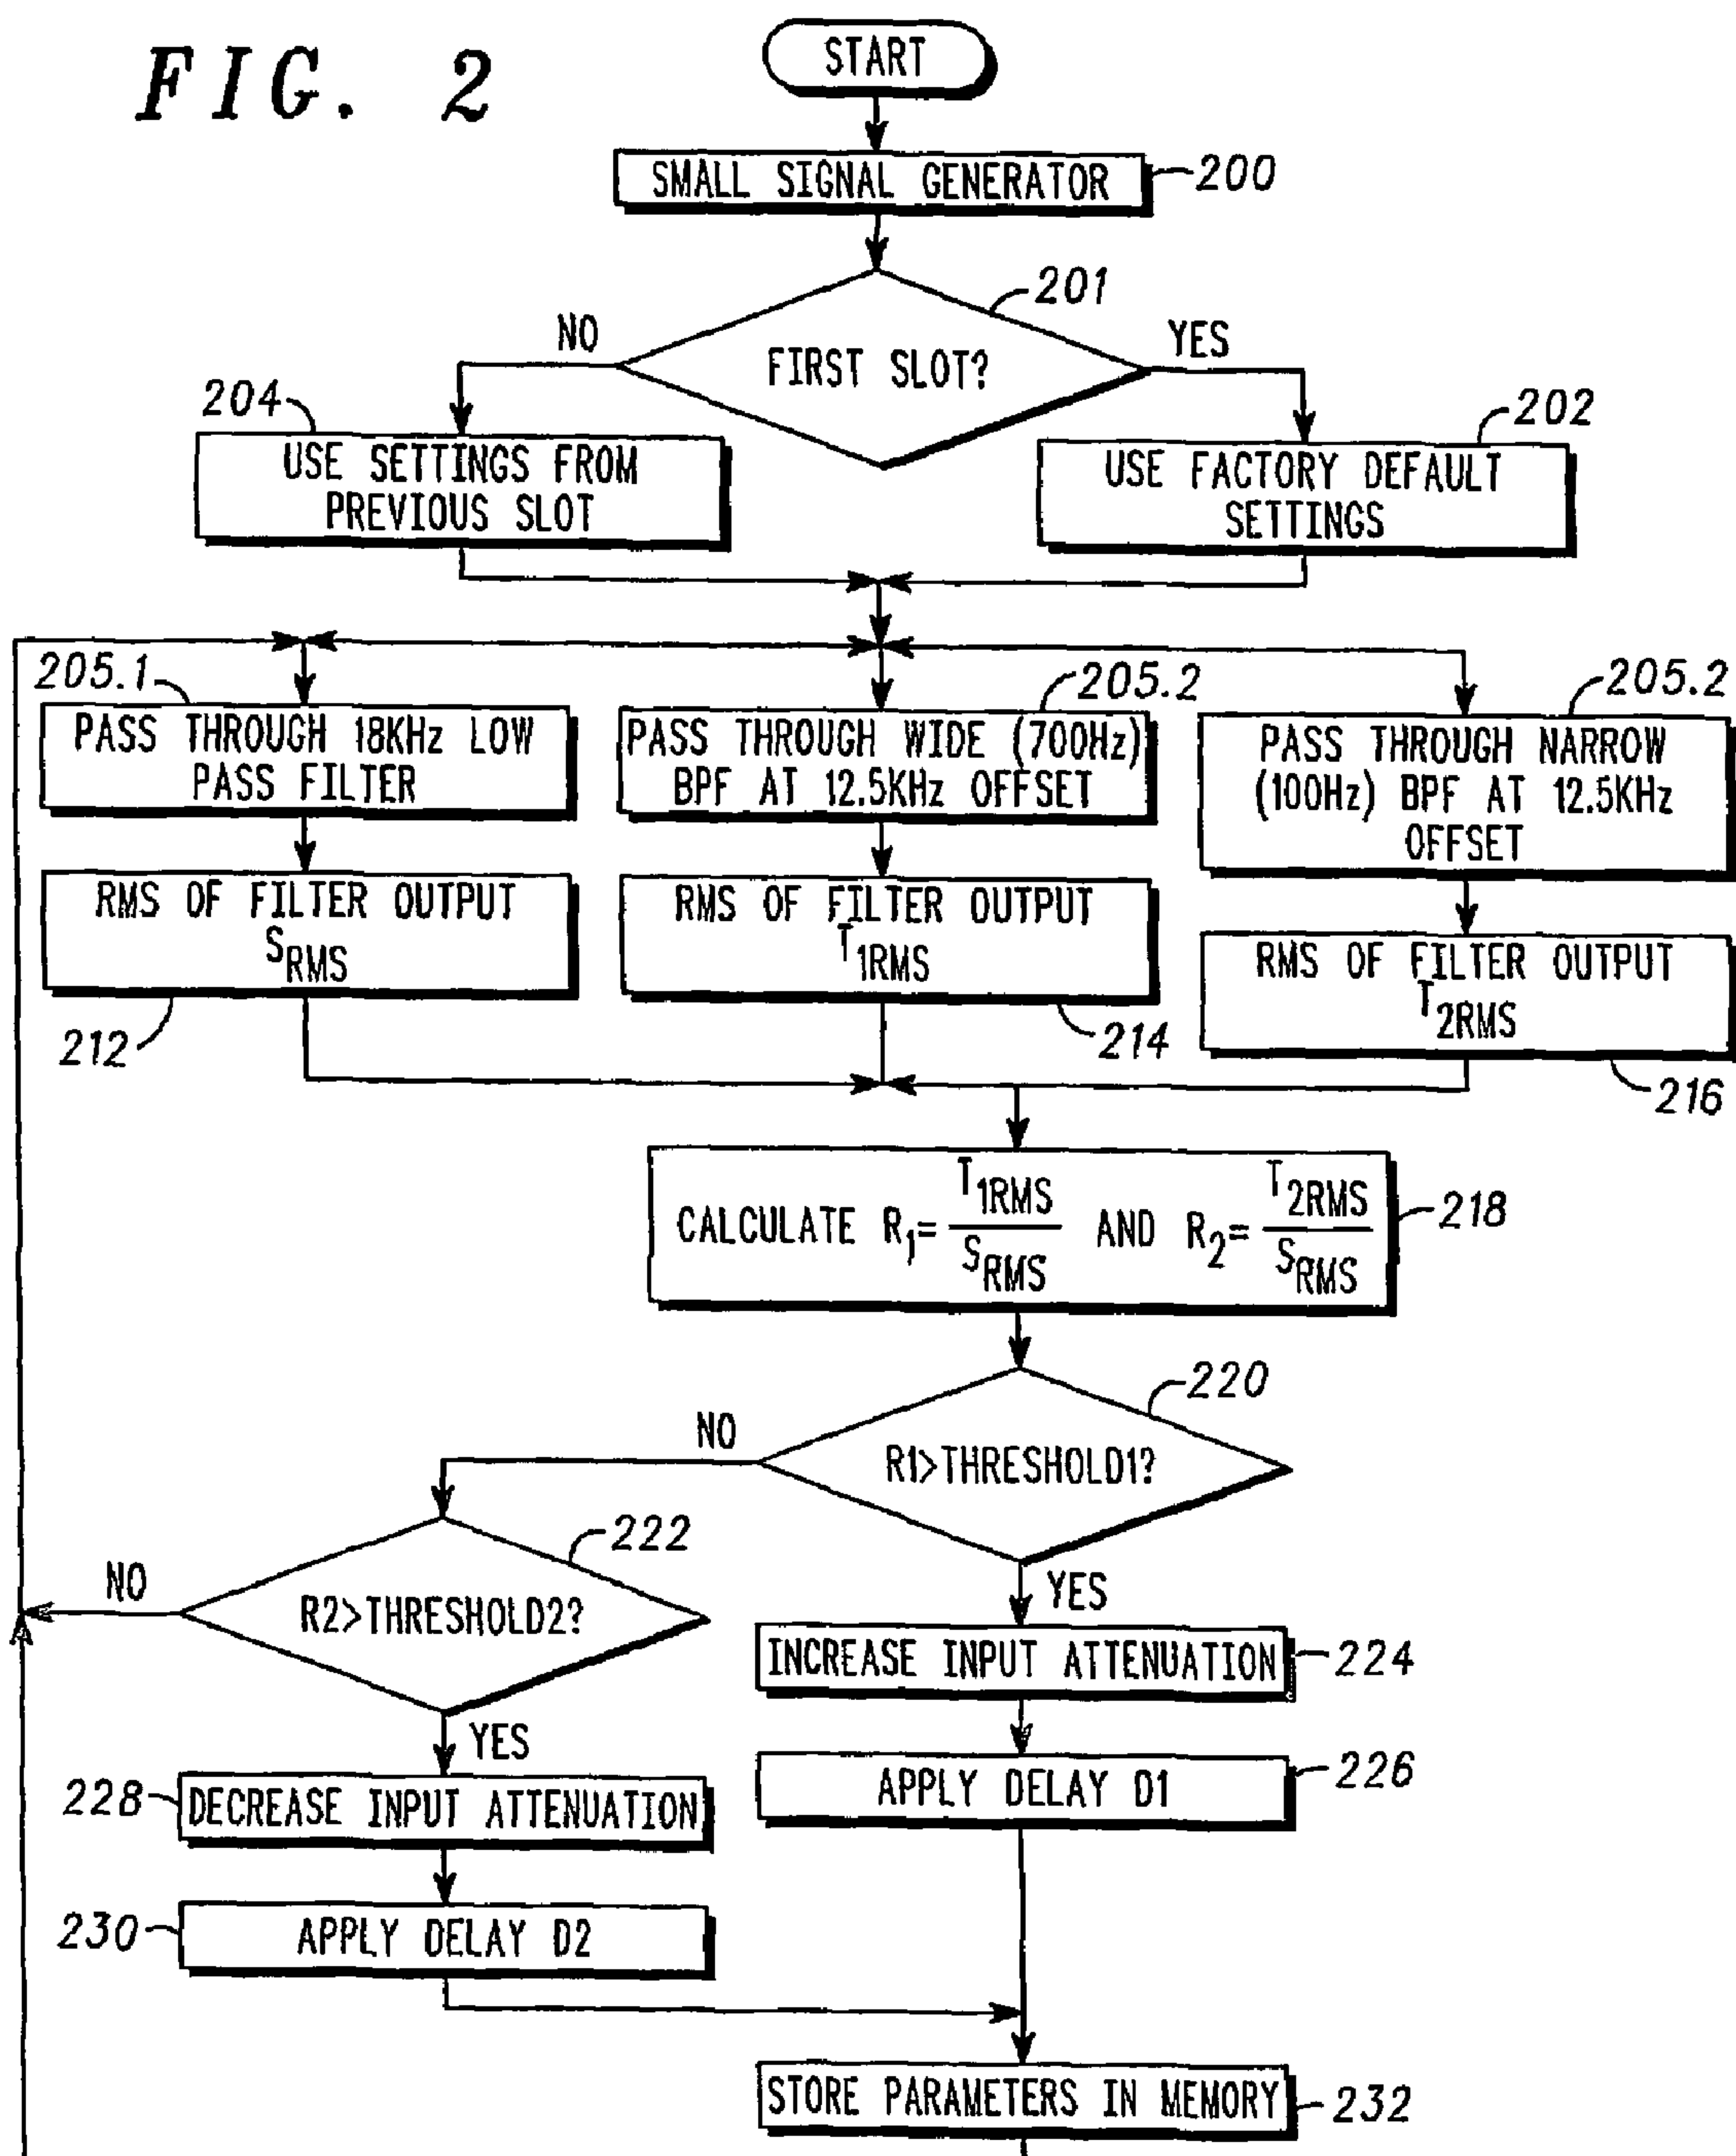 FIG. 2
START
SMALL SIGNAL GENERATOR
200
201
NO
FIRST SLOT?
YES
204
202
USE SETTINGS FROM
PREVIOUS SLOT
USE FACTORY DEFAULT
SETTINGS
205.1
205.2
205.2
PASS THROUGH 18KHz LOW
PASS FILTER
PASS THROUGH WIDE (700Hz)
BPF AT 12.5KHz OFFSET
PASS THROUGH NARROW
(100Hz) BPF AT 12.5KHz
OFFSET
RMS OF FILTER OUTPUT
SRMS
RMS OF FILTER OUTPUT
T1RMS
RMS OF FILTER OUTPUT
T2RMS
212
214
216
CALCULATE R1= T1RMS/SRMS AND R2= T2RMS/SRMS
218
220
NO
R1>THRESHOLD1?
222
YES
NO
R2>THRESHOLD2?
INCREASE INPUT ATTENUATION
224
YES
228
DECREASE INPUT ATTENUATION
APPLY DELAY D1
226
230
APPLY DELAY D2
STORE PARAMETERS IN MEMORY
232